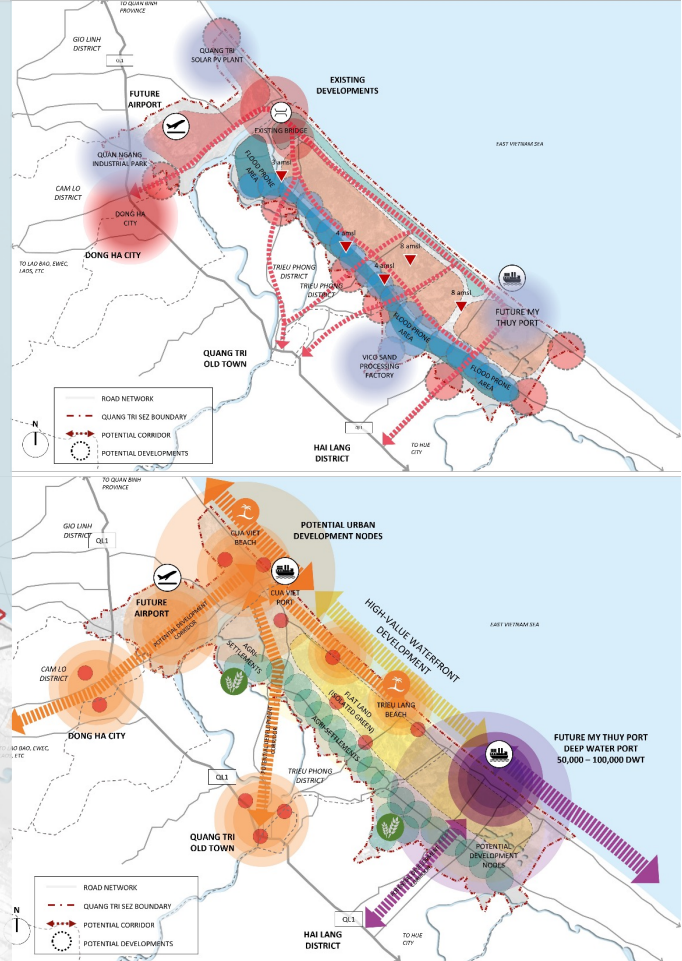 TO QUAN BINH
PROVINCE
GIO LINH
DISTRICT
QUANG TRI
SOLAR PV PLANT
EXISTING
DEVELOPMENTS
FUTURE
AIRPORT
EXISTING BRIDGE
EAST VIETNAM SEA
QUAN NGANG
INDUSTRIAL PARK
FLOOD PRONE
AREA
3 amsl
CAM LO
DISTRICT
DONG HA
CITY
DONG HA CITY
4 amsl
8 amsl
TO LAO BAO, EWEC,
LAOS, ETC
TRIEU PHONG
DISTRICT
4 amsl
TRIEU PHONG
DISTRICT
8 amsl
FUTURE MY
THUY PORT
FLOOD PRONE
AREA
QUANG TRI
OLD TOWN
VICO SAND
PROCESSING
FACTORY
FLOOD PRONE
AREA
ROAD NETWORK
QUANG TRI SEZ BOUNDARY
POTENTIAL CORRIDOR
POTENTIAL DEVELOPMENTS
N
HAI LANG
DISTRICT
TO HUE
CITY
TO QUAN BINH
PROVINCE
GIO LINH
DISTRICT
QL1
CUA VIET
BEACH
POTENTIAL URBAN
DEVELOPMENT NODES
CUA VIET
PORT
FUTURE
AIRPORT
POTENTIAL DEVELOPMENT
CORRIDOR
HIGH-VALUE WATERFRONT
DEVELOPMENT
EAST VIETNAM SEA
AGRI-
SETTLEMENTS
CAM LO
DISTRICT
FLAT LAND
(ISOLATED GREEN)
TRIEU LANG
BEACH
AGRI-SETTLEMENTS
DONG HA CITY
FUTURE MY THUY PORT
DEEP WATER PORT
50,000 – 100,000 DWT
QL1
TRIEU PHONG
DISTRICT
QUANG TRI
OLD TOWN
POTENTIAL
DEVELOPMENT
NODES
ROAD NETWORK
QUANG TRI SEZ BOUNDARY
POTENTIAL CORRIDOR
POTENTIAL DEVELOPMENTS
N
QL1
HAI LANG
DISTRICT
TO HUE
CITY